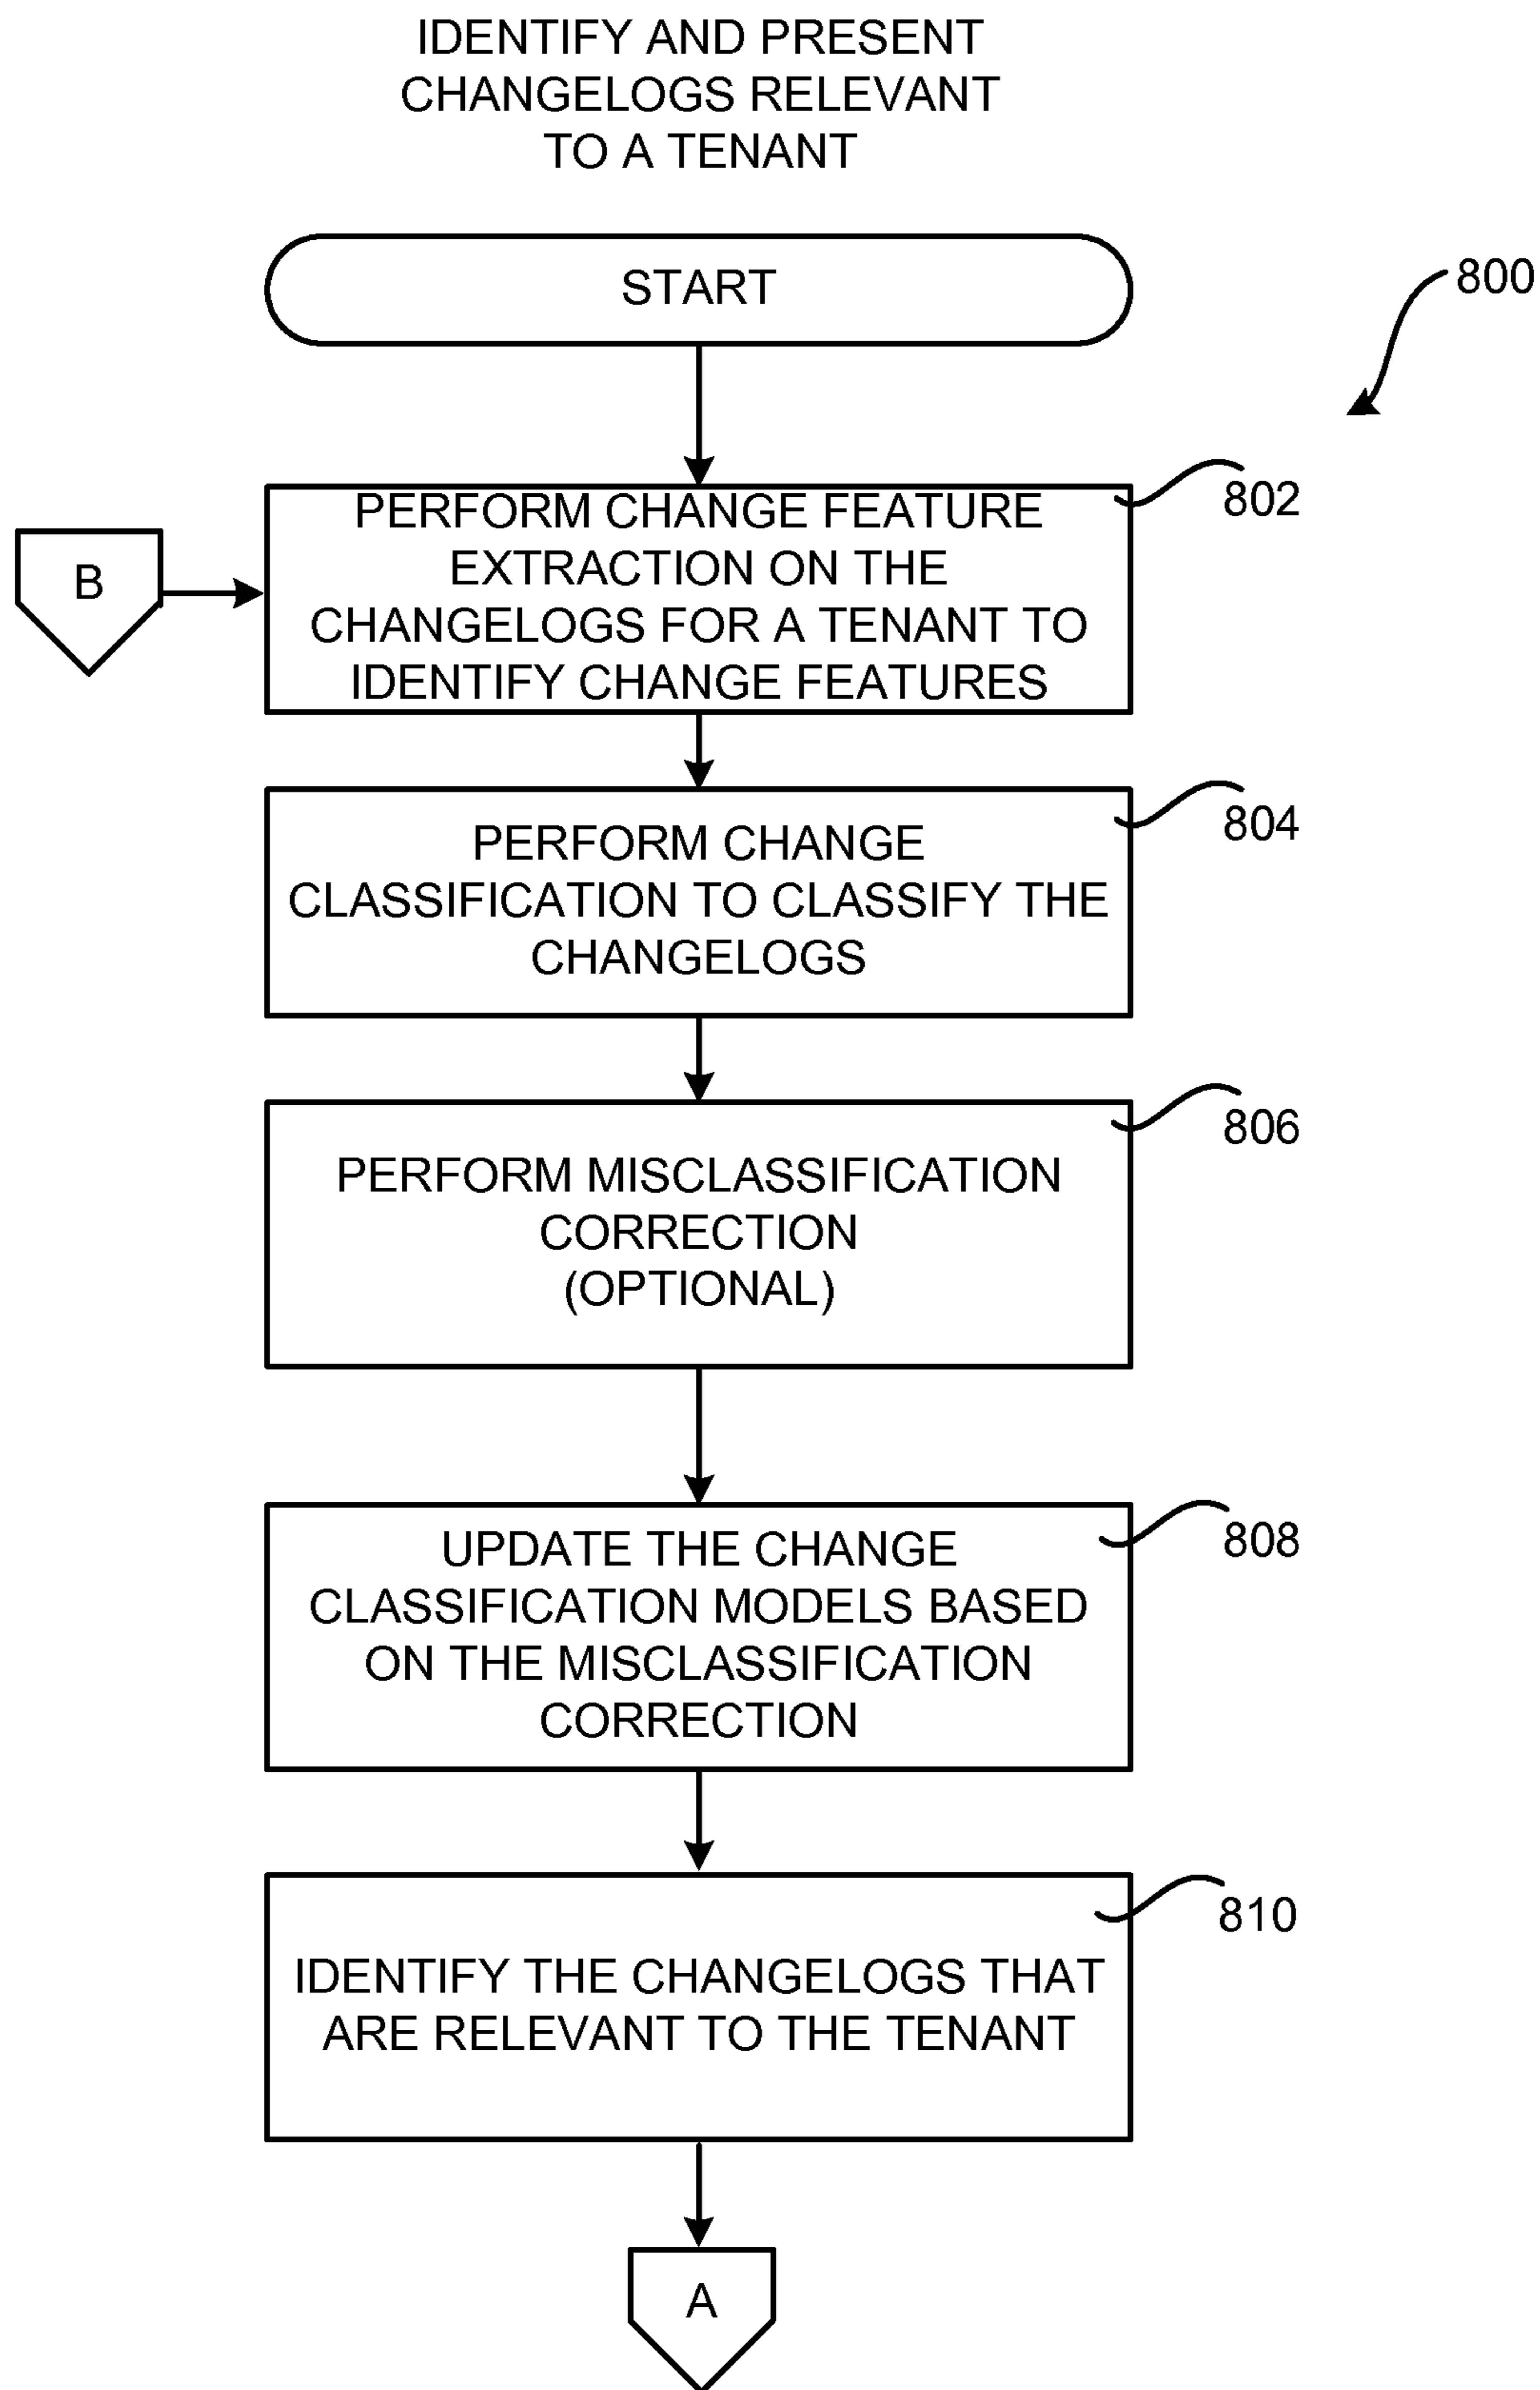 IDENTIFY AND PRESENT
CHANGELOGS RELEVANT
TO A TENANT
START
800
802
PERFORM CHANGE FEATURE
EXTRACTION ON THE
CHANGELOGS FOR A TENANT TO
IDENTIFY CHANGE FEATURES
B
804
PERFORM CHANGE
CLASSIFICATION TO CLASSIFY THE
CHANGELOGS
806
PERFORM MISCLASSIFICATION
CORRECTION
(OPTIONAL)
808
UPDATE THE CHANGE
CLASSIFICATION MODELS BASED
ON THE MISCLASSIFICATION
CORRECTION
810
IDENTIFY THE CHANGELOGS THAT
ARE RELEVANT TO THE TENANT
A